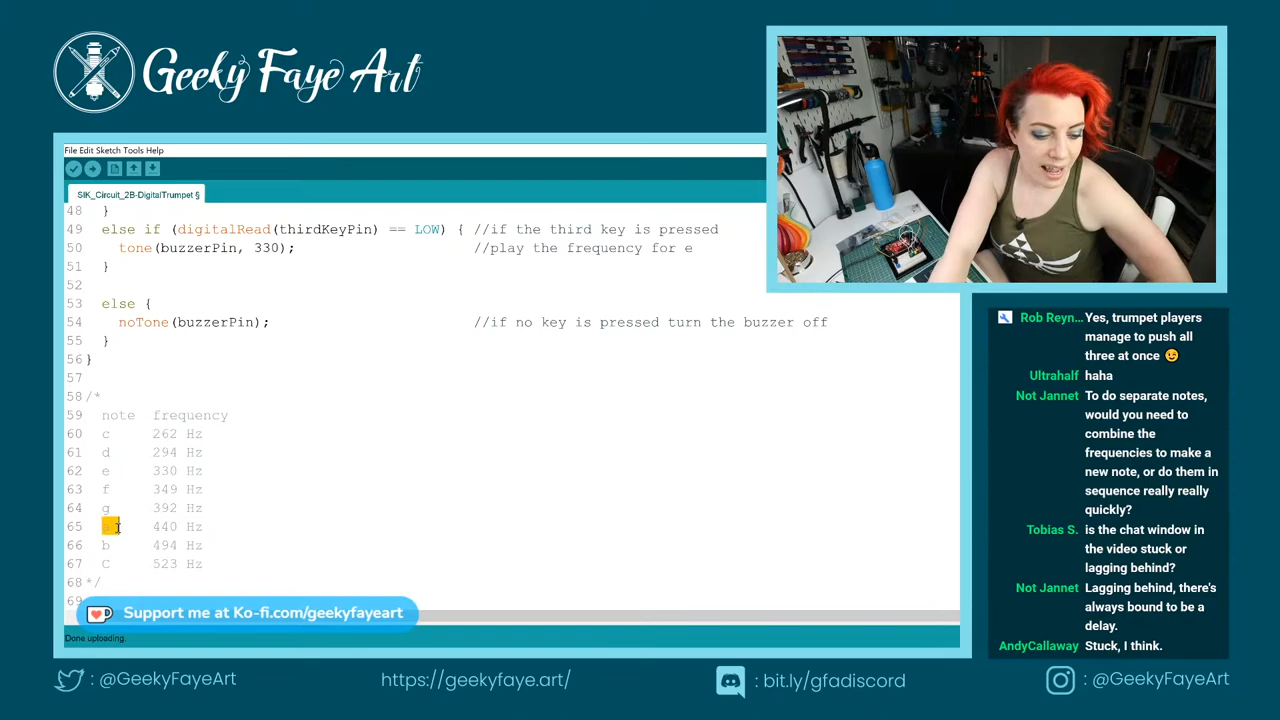 Geeky Faye Art
File Edit Sketch Tools Help
SIK_Circuit_2B-DigitalTrumpet §
48 }
49 else if (digitalRead(thirdKeyPin) == LOW) { //if the third key is pressed
50 tone(buzzerPin, 330); //play the frequency for e
51 }
52
53 else {
54 noTone(buzzerPin); //if no key is pressed turn the buzzer off
55 }
56 }
57
58 /*
59 note frequency
60 c 262 Hz
61 d 294 Hz
62 e 330 Hz
63 f 349 Hz
64 g 392 Hz
65 a 440 Hz
66 b 494 Hz
67 C 523 Hz
68 */
69
Support me at Ko-fi.com/geekyfayeart
Done uploading.
Rob Reyn... Yes, trumpet players
manage to push all
three at once 😉
Ultrahalf haha
Not Jannet To do separate notes,
would you need to
combine the
frequencies to make a
new note, or do them in
sequence really really
quickly?
Tobias S. is the chat window in
the video stuck or
lagging behind?
Not Jannet Lagging behind, there's
always bound to be a
delay.
AndyCallaway Stuck, I think.
: @GeekyFayeArt
https://geekyfaye.art/
: bit.ly/gfadiscord
: @GeekyFayeArt